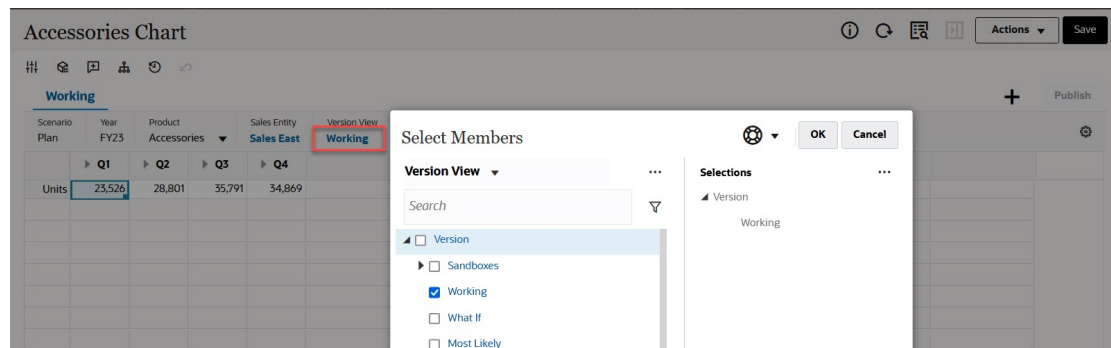 Accessories Chart
Actions
Save
Working
Publish
Scenario Year Product Sales Entity Version View
Plan FY23 Accessories Sales East Working
Q1 Q2 Q3 Q4
Units 23,526 28,801 35,791 34,869
Select Members
OK Cancel
Version View
Selections
Search
Version
Working
Version
Sandboxes
Working
What If
Most Likely